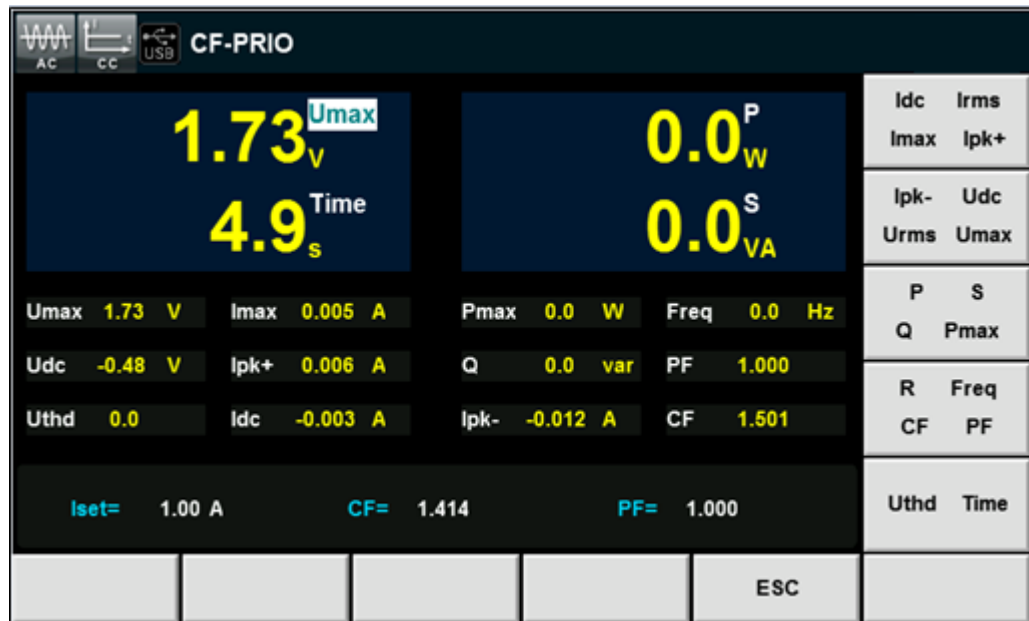 AC CC USB CF-PRIO
1.73 V Umax
0.0 W P
4.9 s Time
0.0 VA S
Umax 1.73 V Imax 0.005 A Pmax 0.0 W Freq 0.0 Hz
Udc -0.48 V Ipk+ 0.006 A Q 0.0 var PF 1.000
Uthd 0.0 Idc -0.003 A Ipk- -0.012 A CF 1.501
Iset= 1.00 A CF= 1.414 PF= 1.000
Idc Irms
Imax Ipk+
Ipk- Udc
Urms Umax
P S
Q Pmax
R Freq
CF PF
Uthd Time
ESC